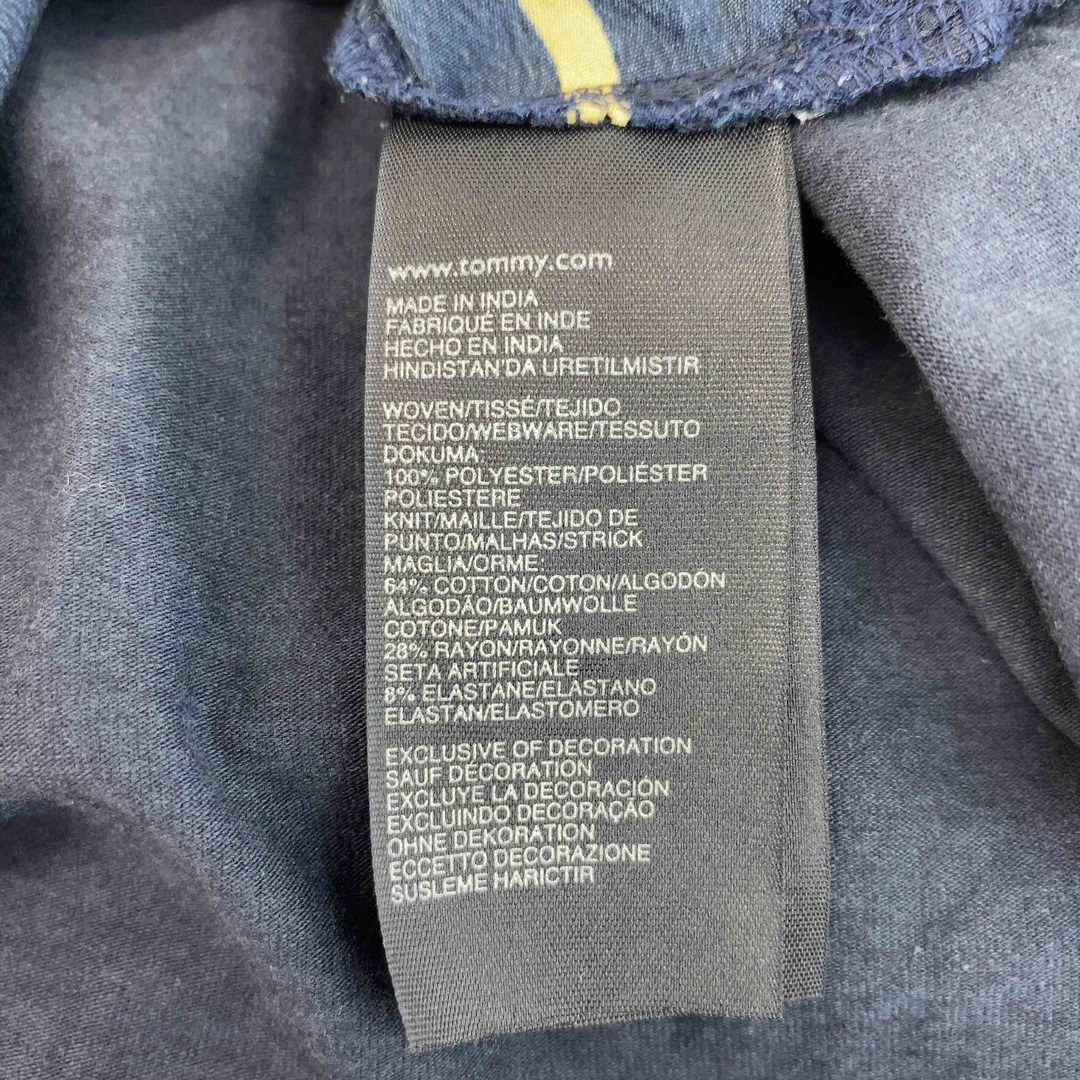 www.tommy.com
MADE IN INDIA
FABRIQUÉ EN INDE
HECHO EN INDIA
HINDISTAN'DA URETILMISTIR
WOVEN/TISSÉ/TEJIDO
TECIDO/WEBWARE/TESSUTO
DOKUMA:
100% POLYESTER/POLIÉSTER
POLIESTERE
KNIT/MAILLE/TEJIDO DE
PUNTO/MALHAS/STRICK
MAGLIA/ORME:
64% COTTON/COTON/ALGODÓN
ALGODÃO/BAUMWOLLE
COTONE/PAMUK
28% RAYON/RAYONNE/RAYÓN
SETA ARTIFICIALE
8% ELASTANE/ELASTANO
ELASTAN/ELASTOMERO
EXCLUSIVE OF DECORATION
SAUF DÉCORATION
EXCLUYE LA DECORACIÓN
EXCLUINDO DECORAÇÃO
OHNE DEKORATION
ECCETTO DECORAZIONE
SUSLEME HARICTIR